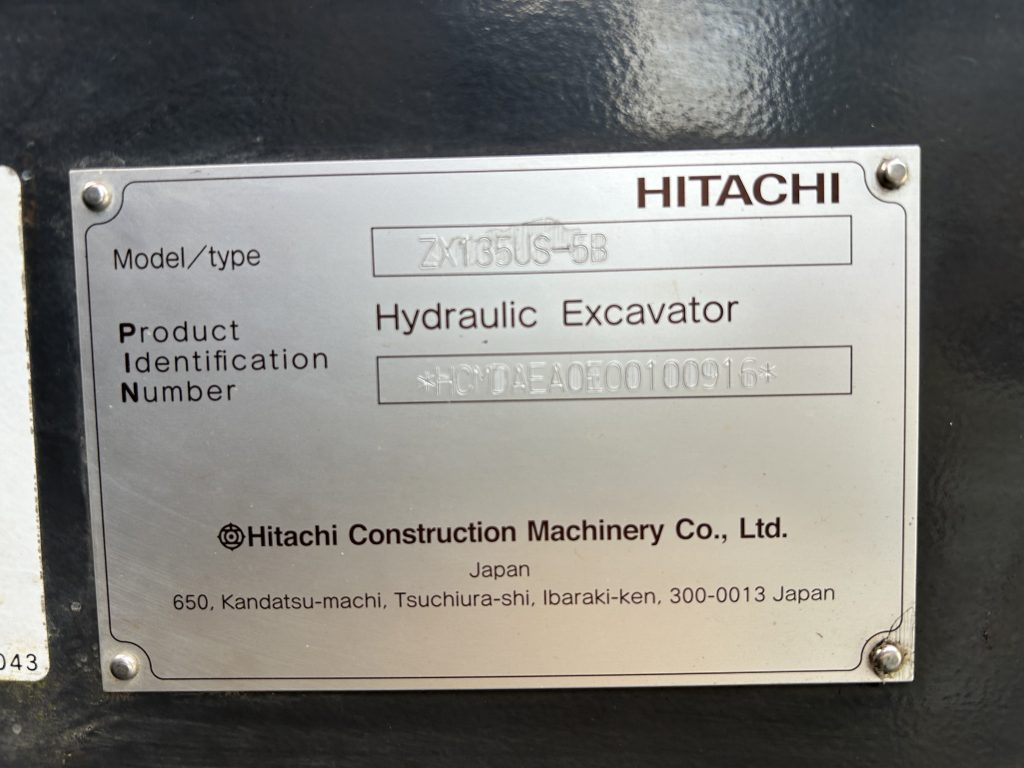 HITACHI
Model/type ZX135US-5B
Hydraulic Excavator
Product
Identification
Number
*HCMDAEA0E00100916*
Hitachi Construction Machinery Co., Ltd.
Japan
650, Kandatsu-machi, Tsuchiura-shi, Ibaraki-ken, 300-0013 Japan
043